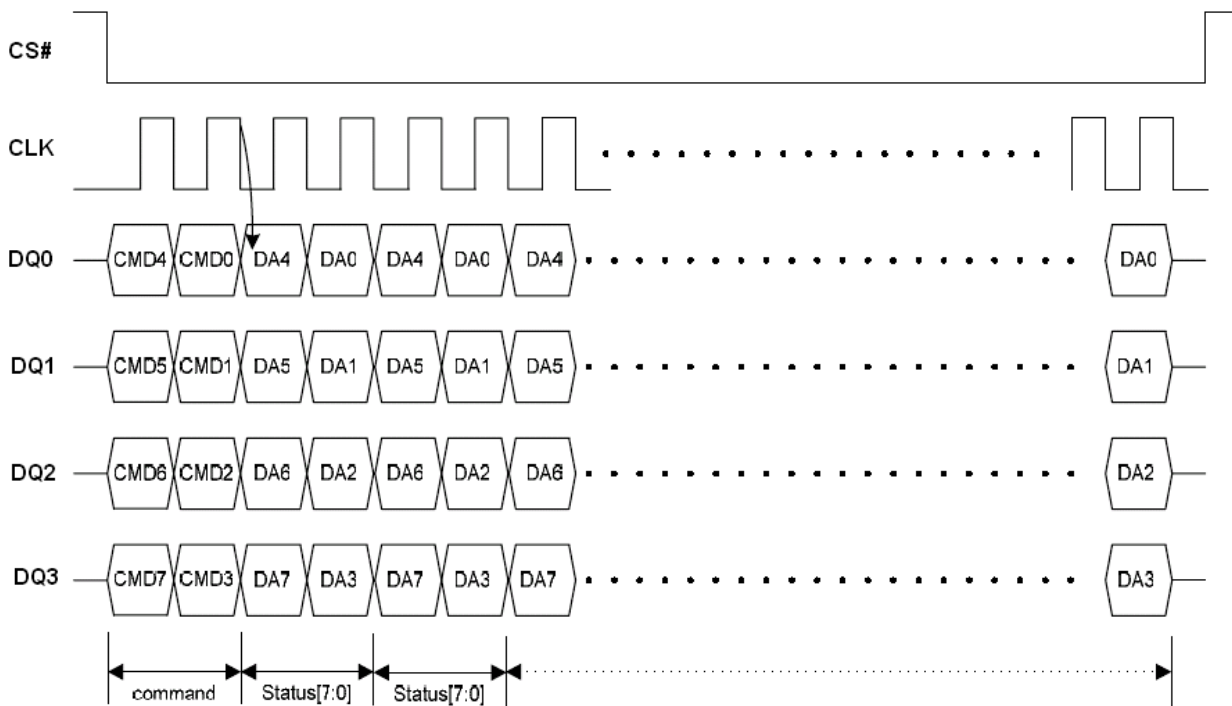 CS#
CLK
DQ0 CMD4 CMD0 DA4 DA0 DA4 DA0 DA4 DA0
DQ1 CMD5 CMD1 DA5 DA1 DA5 DA1 DA5 DA1
DQ2 CMD6 CMD2 DA6 DA2 DA6 DA2 DA6 DA2
DQ3 CMD7 CMD3 DA7 DA3 DA7 DA3 DA7 DA3
command Status[7:0] Status[7:0]